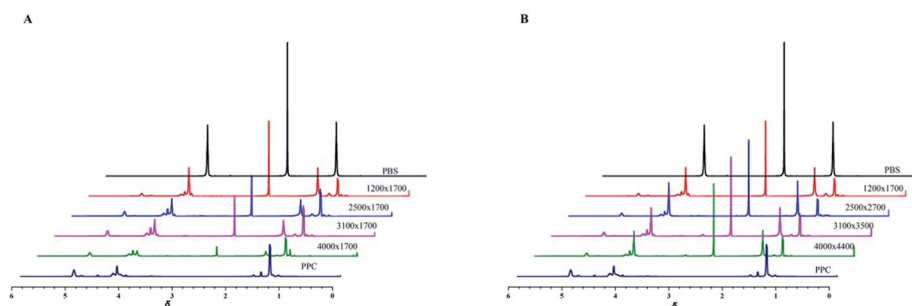 A
PBS
1200x1700
2500x1700
3100x1700
4000x1700
PPC
6 5 4 3 2 1 0
δ
B
PBS
1200x1700
2500x2700
3100x3500
4000x4400
PPC
6 5 4 3 2 1 0
δ